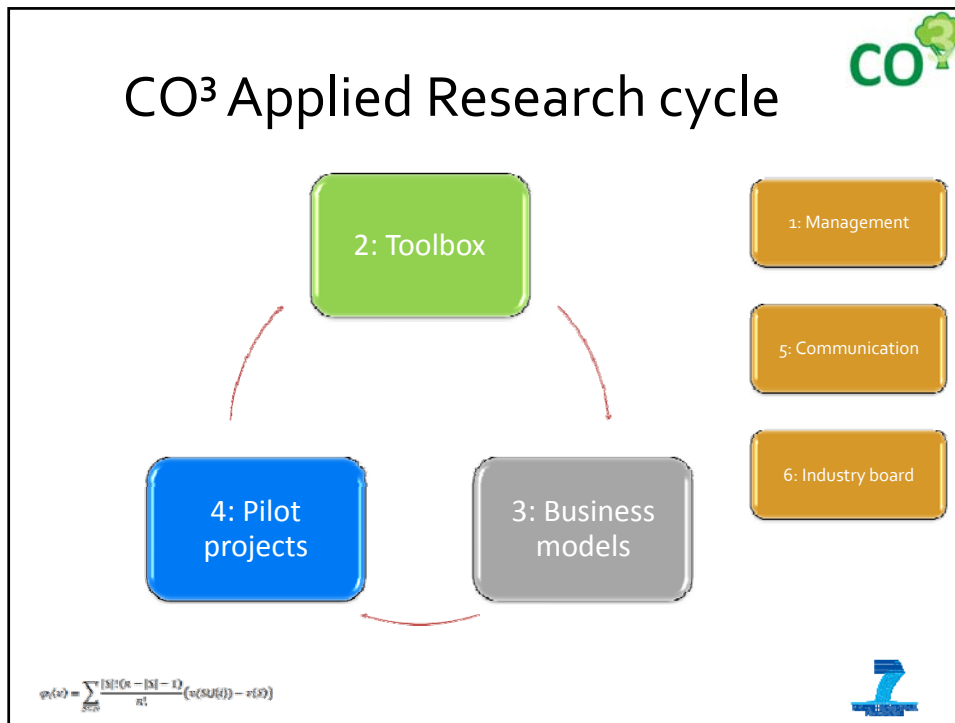 CO3
CO³ Applied Research cycle
2: Toolbox
1: Management
5: Communication
4: Pilot
projects
3: Business
models
6: Industry board
7